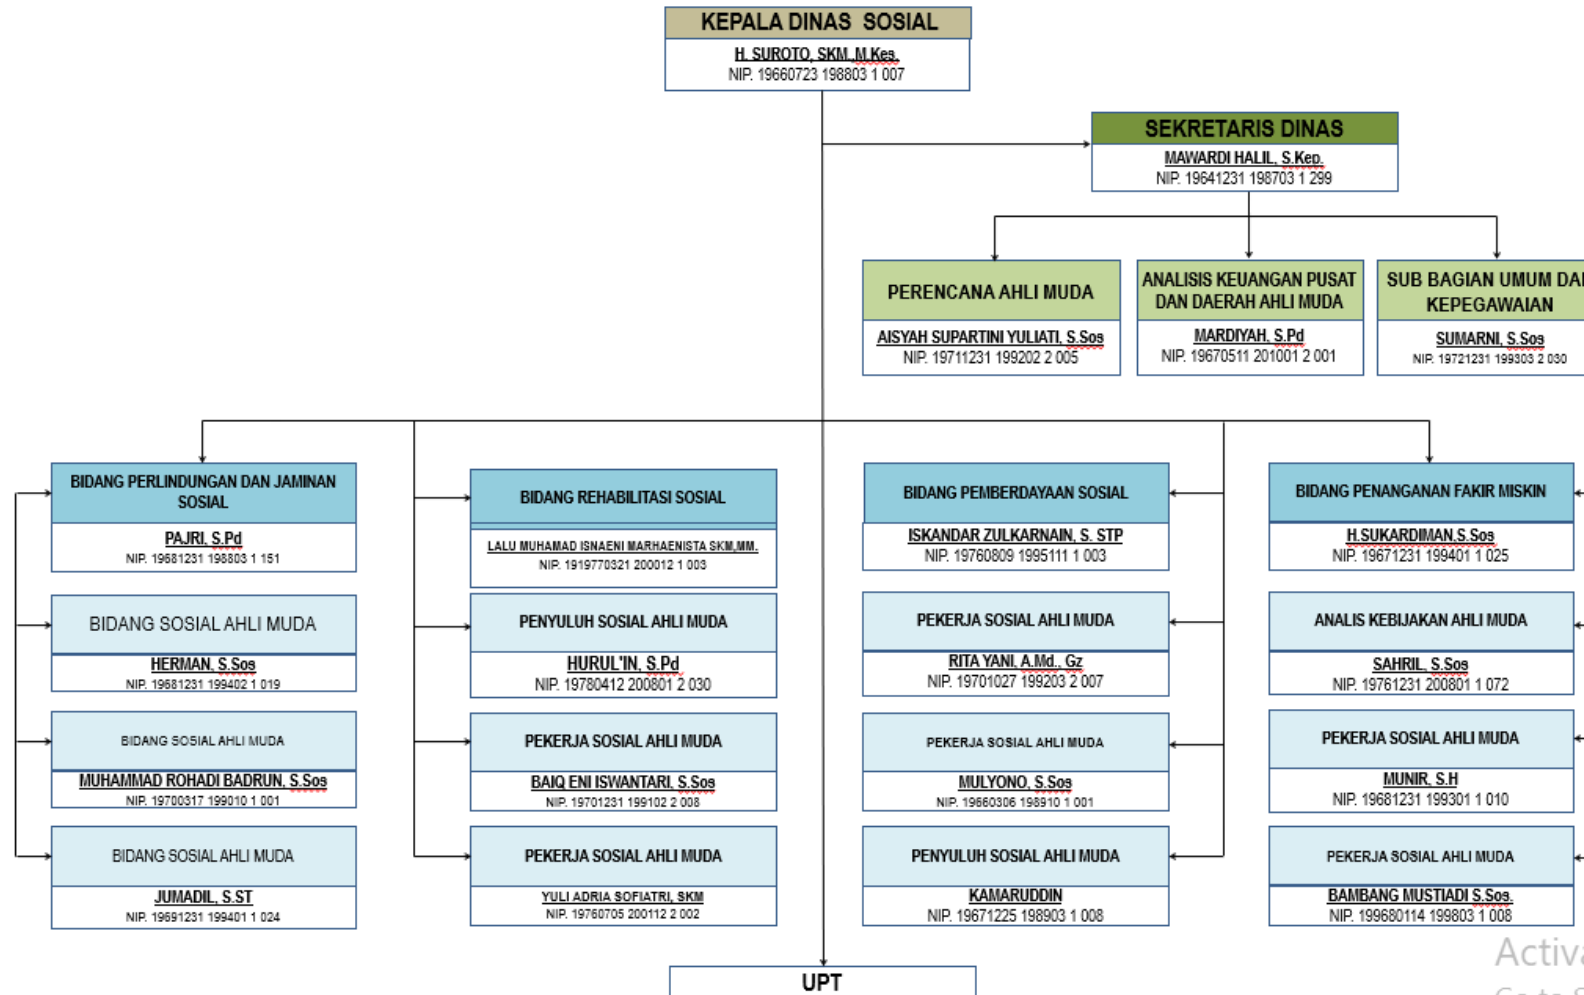 KEPALA DINAS SOSIAL
H. SUROTO, SKM.,M.Kes.
NIP. 19660723 198803 1 007
SEKRETARIS DINAS
MAWARDI HALIL, S.Kep.
NIP. 19641231 198703 1 299
PERENCANA AHLI MUDA
AISYAH SUPARTINI YULIATI, S.Sos
NIP. 19711231 199202 2 005
ANALISIS KEUANGAN PUSAT
DAN DAERAH AHLI MUDA
MARDIYAH, S.Pd
NIP. 19670511 201001 2 001
SUB BAGIAN UMUM DAN
KEPEGAWAIAN
SUMARNI, S.Sos
NIP. 19721231 199303 2 030
BIDANG PERLINDUNGAN DAN JAMINAN
SOSIAL
PAJRI, S.Pd
NIP. 19681231 198803 1 151
BIDANG SOSIAL AHLI MUDA
HERMAN, S.Sos
NIP. 19681231 199402 1 019
BIDANG SOSIAL AHLI MUDA
MUHAMMAD ROHADI BADRUN, S.Sos
NIP. 19700317 199010 1 001
BIDANG SOSIAL AHLI MUDA
JUMADIL, S.ST
NIP. 19691231 199401 1 024
BIDANG REHABILITASI SOSIAL
LALU MUHAMAD ISNAENI MARHAENISTA SKM,MM.
NIP. 1919770321 200012 1 003
PENYULUH SOSIAL AHLI MUDA
HURUL'IN, S.Pd
NIP. 19780412 200801 2 030
PEKERJA SOSIAL AHLI MUDA
BAIQ ENI ISWANTARI, S.Sos
NIP. 19701231 199102 2 008
PEKERJA SOSIAL AHLI MUDA
YULI ADRIA SOFIATRI, SKM
NIP. 19760705 200112 2 002
BIDANG PEMBERDAYAAN SOSIAL
ISKANDAR ZULKARNAIN, S. STP
NIP. 19760809 1995111 1 003
PEKERJA SOSIAL AHLI MUDA
RITA YANI, A.Md., Gz
NIP. 19701027 199203 2 007
PEKERJA SOSIAL AHLI MUDA
MULYONO, S.Sos
NIP. 19660306 198910 1 001
PENYULUH SOSIAL AHLI MUDA
KAMARUDDIN
NIP. 19671225 198903 1 008
BIDANG PENANGANAN FAKIR MISKIN
H.SUKARDIMAN,S.Sos
NIP. 19671231 199401 1 025
ANALIS KEBIJAKAN AHLI MUDA
SAHRIL, S.Sos
NIP. 19761231 200801 1 072
PEKERJA SOSIAL AHLI MUDA
MUNIR, S.H
NIP. 19681231 199301 1 010
PEKERJA SOSIAL AHLI MUDA
BAMBANG MUSTIADI S.Sos.
NIP. 199680114 199803 1 008
UPT
Activa